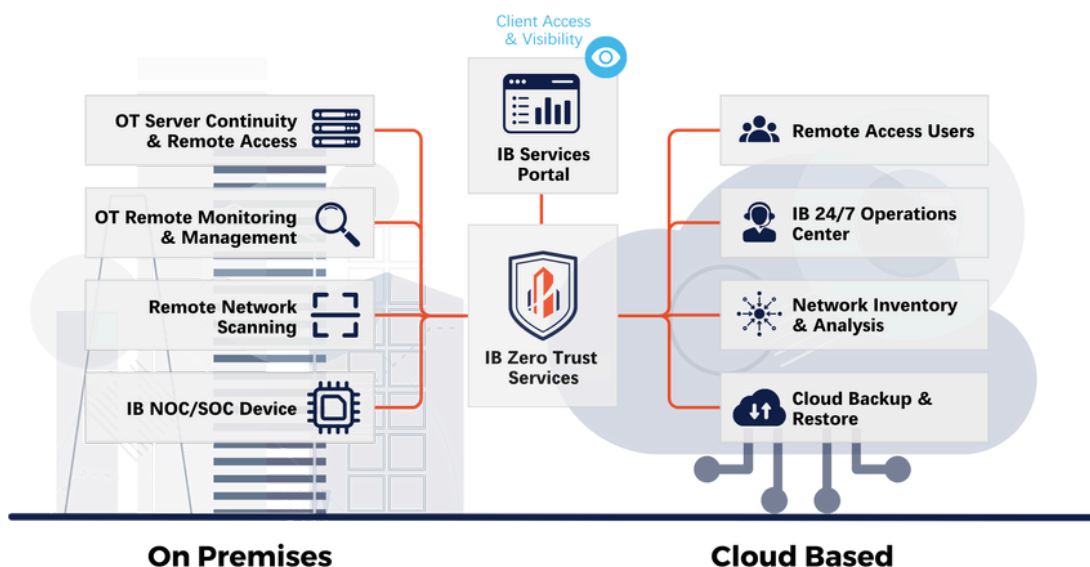 Client Access
& Visibility
OT Server Continuity
& Remote Access
OT Remote Monitoring
& Management
Remote Network
Scanning
IB NOC/SOC Device
IB Services
Portal
IB Zero Trust
Services
Remote Access Users
IB 24/7 Operations
Center
Network Inventory
& Analysis
Cloud Backup &
Restore
On Premises
Cloud Based